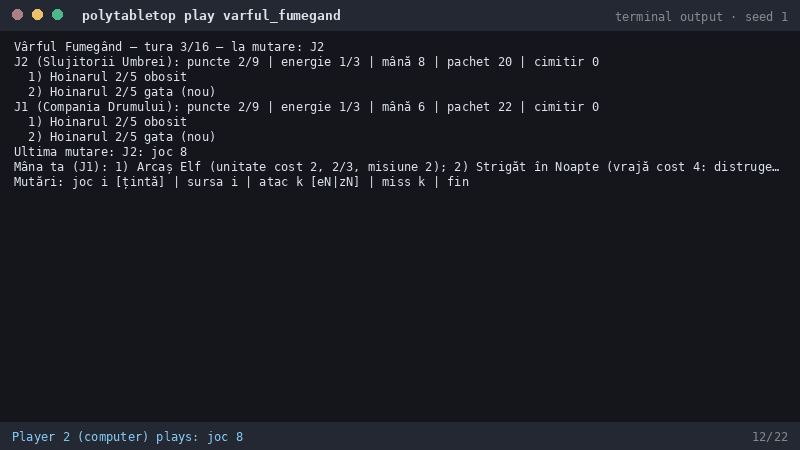 polytabletop play varful_fumegand
terminal output · seed 1
Vârful Fumegând — tura 3/16 — la mutare: J2
J2 (Slujitorii Umbrei): puncte 2/9 | energie 1/3 | mână 8 | pachet 20 | cimitir 0
1) Hoinarul 2/5 obosit
2) Hoinarul 2/5 gata (nou)
J1 (Compania Drumului): puncte 2/9 | energie 1/3 | mână 6 | pachet 22 | cimitir 0
1) Hoinarul 2/5 obosit
2) Hoinarul 2/5 gata (nou)
Ultima mutare: J2: joc 8
Mâna ta (J1): 1) Arcaș Elf (unitate cost 2, 2/3, misiune 2); 2) Strigăt în Noapte (vrajă cost 4: distruge…
Mutări: joc i [țintă] | sursa i | atac k [eN|zN] | miss k | fin
Player 2 (computer) plays: joc 8
12/22